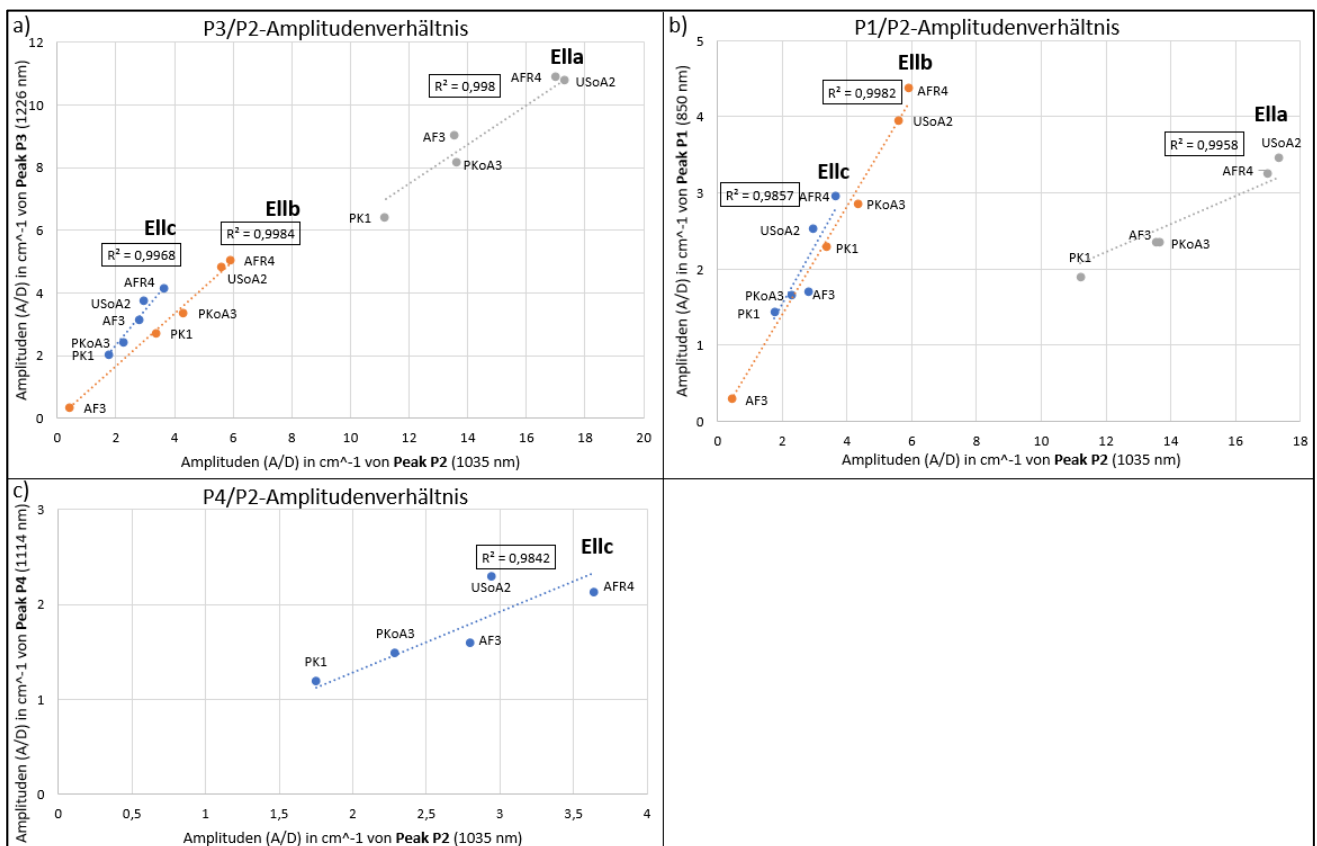 a)
P3/P2-Amplitudenverhältnis
Amplituden (A/D) in cm^-1 von Peak P3 (1226 nm)
12
10
8
6
4
2
0
Ella
AFR4
USoA2
R² = 0,998
AF3
PKoA3
PK1
Ellb
R² = 0,9984
AFR4
USoA2
PKoA3
PK1
AF3
Ellc
R² = 0,9968
AFR4
USoA2
AF3
PKoA3
PK1
0 2 4 6 8 10 12 14 16 18 20
Amplituden (A/D) in cm^-1 von Peak P2 (1035 nm)
b)
P1/P2-Amplitudenverhältnis
Amplituden (A/D) in cm^-1 von Peak P1 (850 nm)
5
4
3
2
1
0
Ellb
R² = 0,9982
AFR4
USoA2
PKoA3
PK1
AF3
Ella
R² = 0,9958
USoA2
AFR4
AF3
PKoA3
PK1
Ellc
R² = 0,9857
AFR4
USoA2
AF3
PKoA3
PK1
0 2 4 6 8 10 12 14 16 18
Amplituden (A/D) in cm^-1 von Peak P2 (1035 nm)
c)
P4/P2-Amplitudenverhältnis
Amplituden (A/D) in cm^-1 von Peak P4 (1114 nm)
3
2
1
0
Ellc
R² = 0,9842
USoA2
AFR4
PKoA3
AF3
PK1
0 0,5 1 1,5 2 2,5 3 3,5 4
Amplituden (A/D) in cm^-1 von Peak P2 (1035 nm)